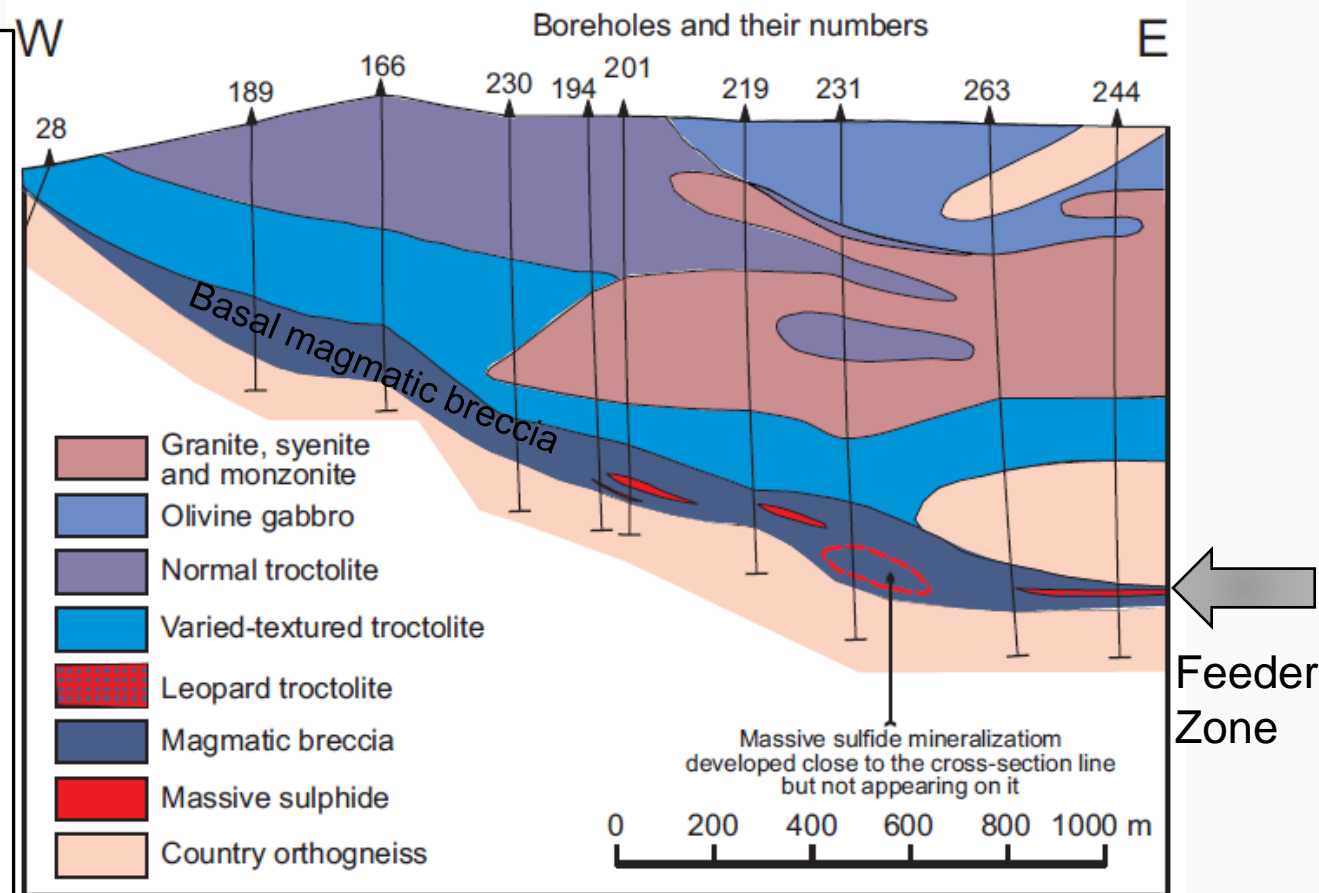 W
Boreholes and their numbers
E
28
189
166
230
194
201
219
231
263
244
Basal magmatic breccia
Granite, syenite
and monzonite
Olivine gabbro
Normal troctolite
Varied-textured troctolite
Leopard troctolite
Magmatic breccia
Massive sulphide
Country orthogneiss
Feeder
Zone
Massive sulfide mineralizatiom
developed close to the cross-section line
but not appearing on it
0 200 400 600 800 1000 m